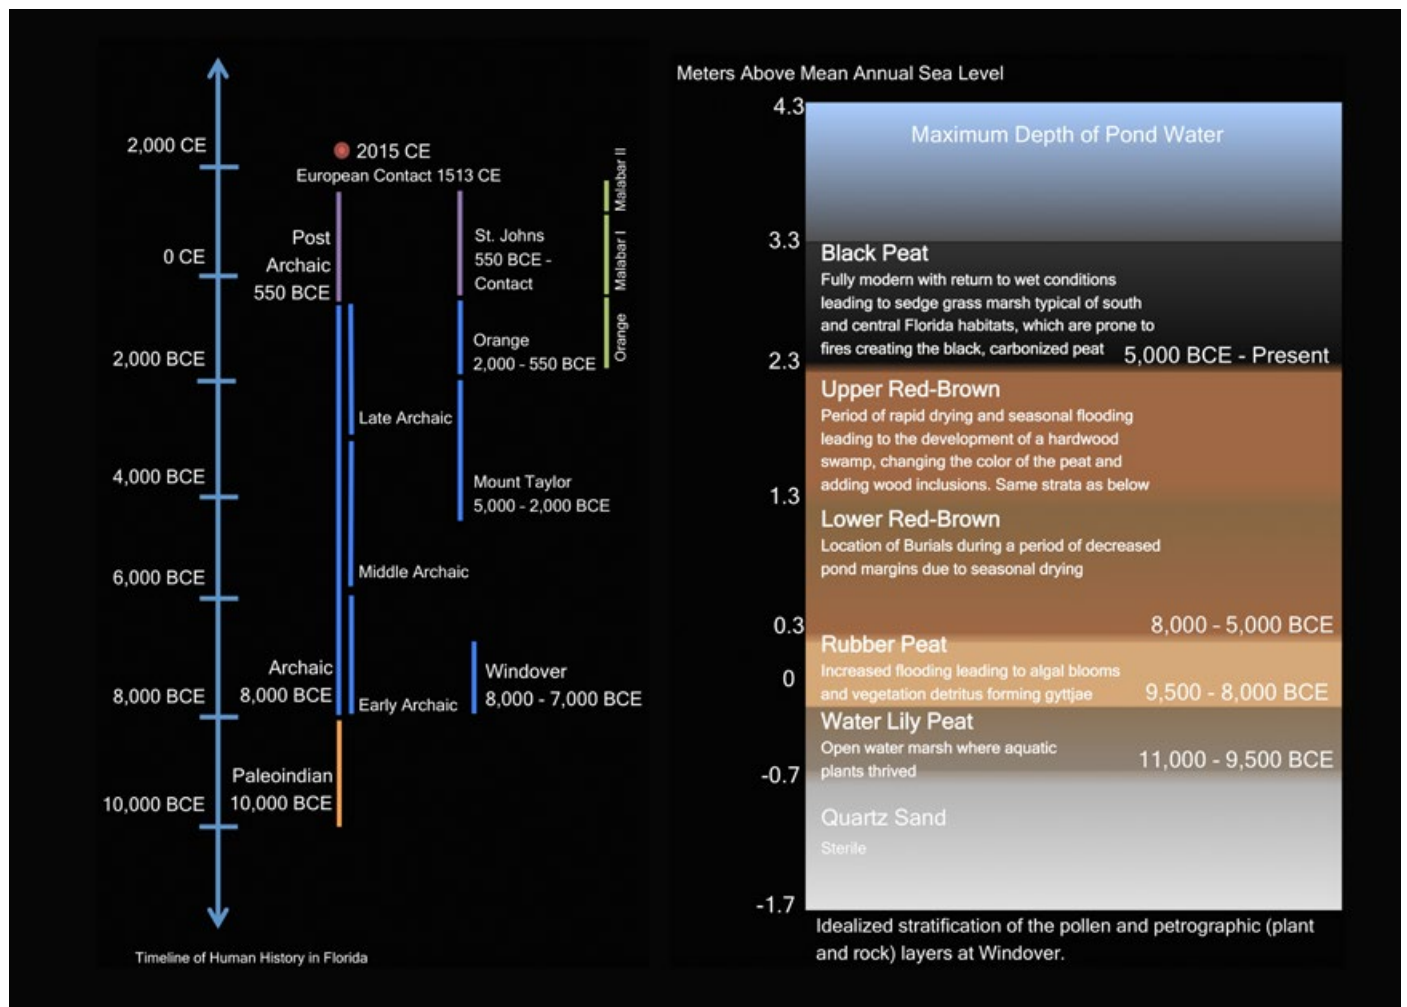 2,000 CE
0 CE
2,000 BCE
4,000 BCE
6,000 BCE
8,000 BCE
10,000 BCE
2015 CE
European Contact 1513 CE
Post
Archaic
550 BCE
Archaic
8,000 BCE
Paleoindian
10,000 BCE
Late Archaic
Middle Archaic
Early Archaic
St. Johns
550 BCE -
Contact
Orange
2,000 - 550 BCE
Mount Taylor
5,000 - 2,000 BCE
Windover
8,000 - 7,000 BCE
Malabar II
Malabar I
Orange
Timeline of Human History in Florida
Meters Above Mean Annual Sea Level
4.3
Maximum Depth of Pond Water
3.3
Black Peat
Fully modern with return to wet conditions
leading to sedge grass marsh typical of south
and central Florida habitats, which are prone to
fires creating the black, carbonized peat
5,000 BCE - Present
2.3
Upper Red-Brown
Period of rapid drying and seasonal flooding
leading to the development of a hardwood
swamp, changing the color of the peat and
adding wood inclusions. Same strata as below
1.3
Lower Red-Brown
Location of Burials during a period of decreased
pond margins due to seasonal drying
8,000 - 5,000 BCE
0.3
Rubber Peat
Increased flooding leading to algal blooms
and vegetation detritus forming gyttjae
9,500 - 8,000 BCE
0
Water Lily Peat
Open water marsh where aquatic
plants thrived
11,000 - 9,500 BCE
-0.7
Quartz Sand
Sterile
-1.7
Idealized stratification of the pollen and petrographic (plant
and rock) layers at Windover.